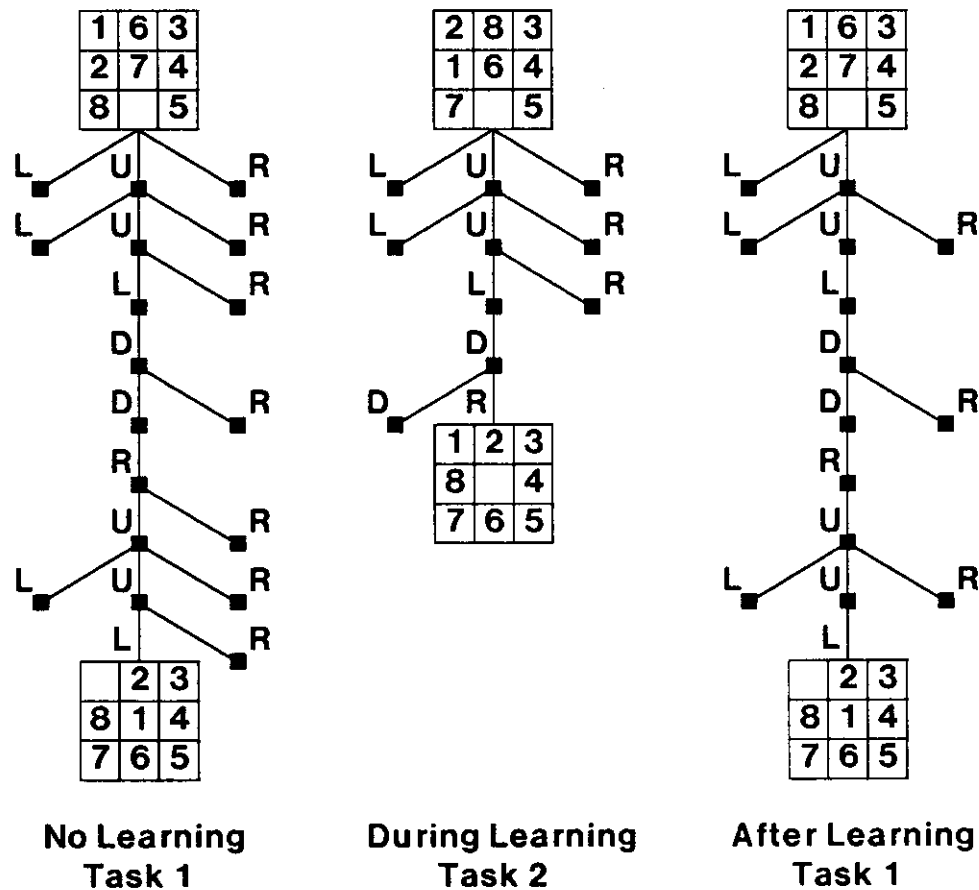 1 6 3
2 7 4
8 5
L U R
L U R
L R
D
D R
R
U R
L U R
L R
2 3
8 1 4
7 6 5
No Learning
Task 1
2 8 3
1 6 4
7 5
L U R
L U R
L R
D
D R
1 2 3
8 4
7 6 5
During Learning
Task 2
1 6 3
2 7 4
8 5
L U
L U R
L
D
D R
R
U
L U R
L
2 3
8 1 4
7 6 5
After Learning
Task 1